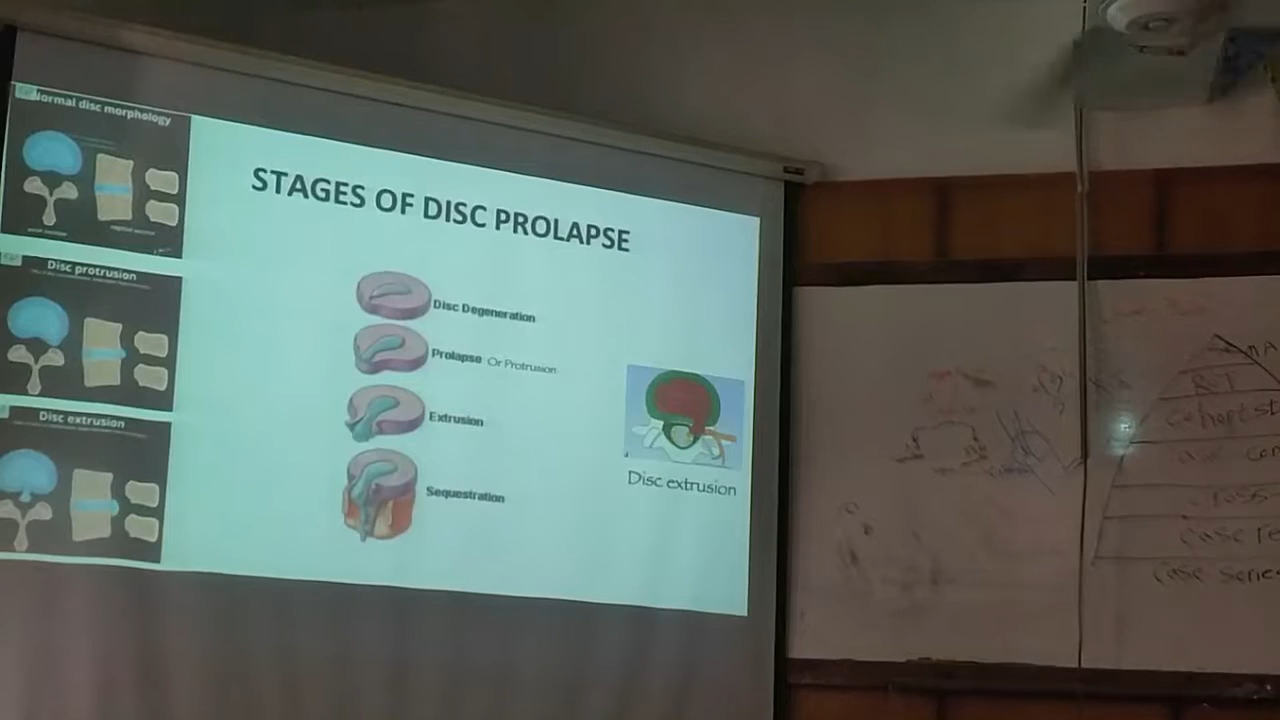 Normal disc morphology
STAGES OF DISC PROLAPSE
Disc protrusion
Disc extrusion
Disc Degeneration
Prolapse Or Protrusion
Extrusion
Sequestration
Disc extrusion
RCT
Cohort st
Case re
Case Serie